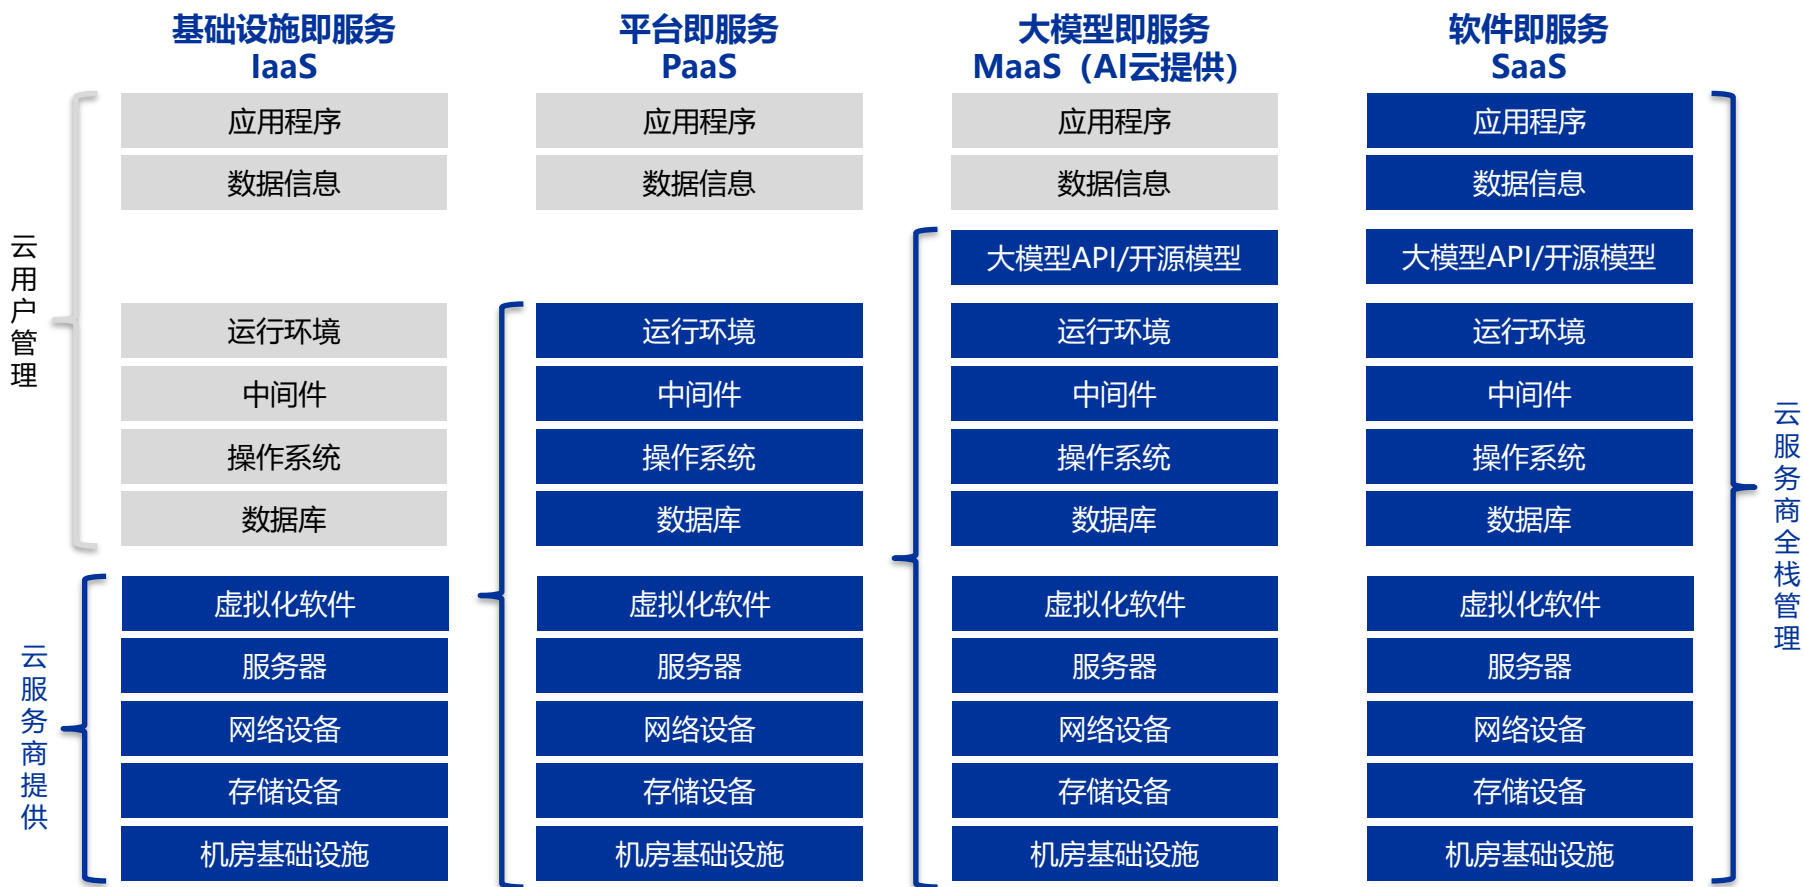 基础设施即服务
IaaS
平台即服务
PaaS
大模型即服务
MaaS（AI云提供）
软件即服务
SaaS
云用户管理
云服务商提供
应用程序
数据信息
运行环境
中间件
操作系统
数据库
虚拟化软件
服务器
网络设备
存储设备
机房基础设施
应用程序
数据信息
运行环境
中间件
操作系统
数据库
虚拟化软件
服务器
网络设备
存储设备
机房基础设施
应用程序
数据信息
大模型API/开源模型
运行环境
中间件
操作系统
数据库
虚拟化软件
服务器
网络设备
存储设备
机房基础设施
应用程序
数据信息
大模型API/开源模型
运行环境
中间件
操作系统
数据库
虚拟化软件
服务器
网络设备
存储设备
机房基础设施
云服务商全栈管理